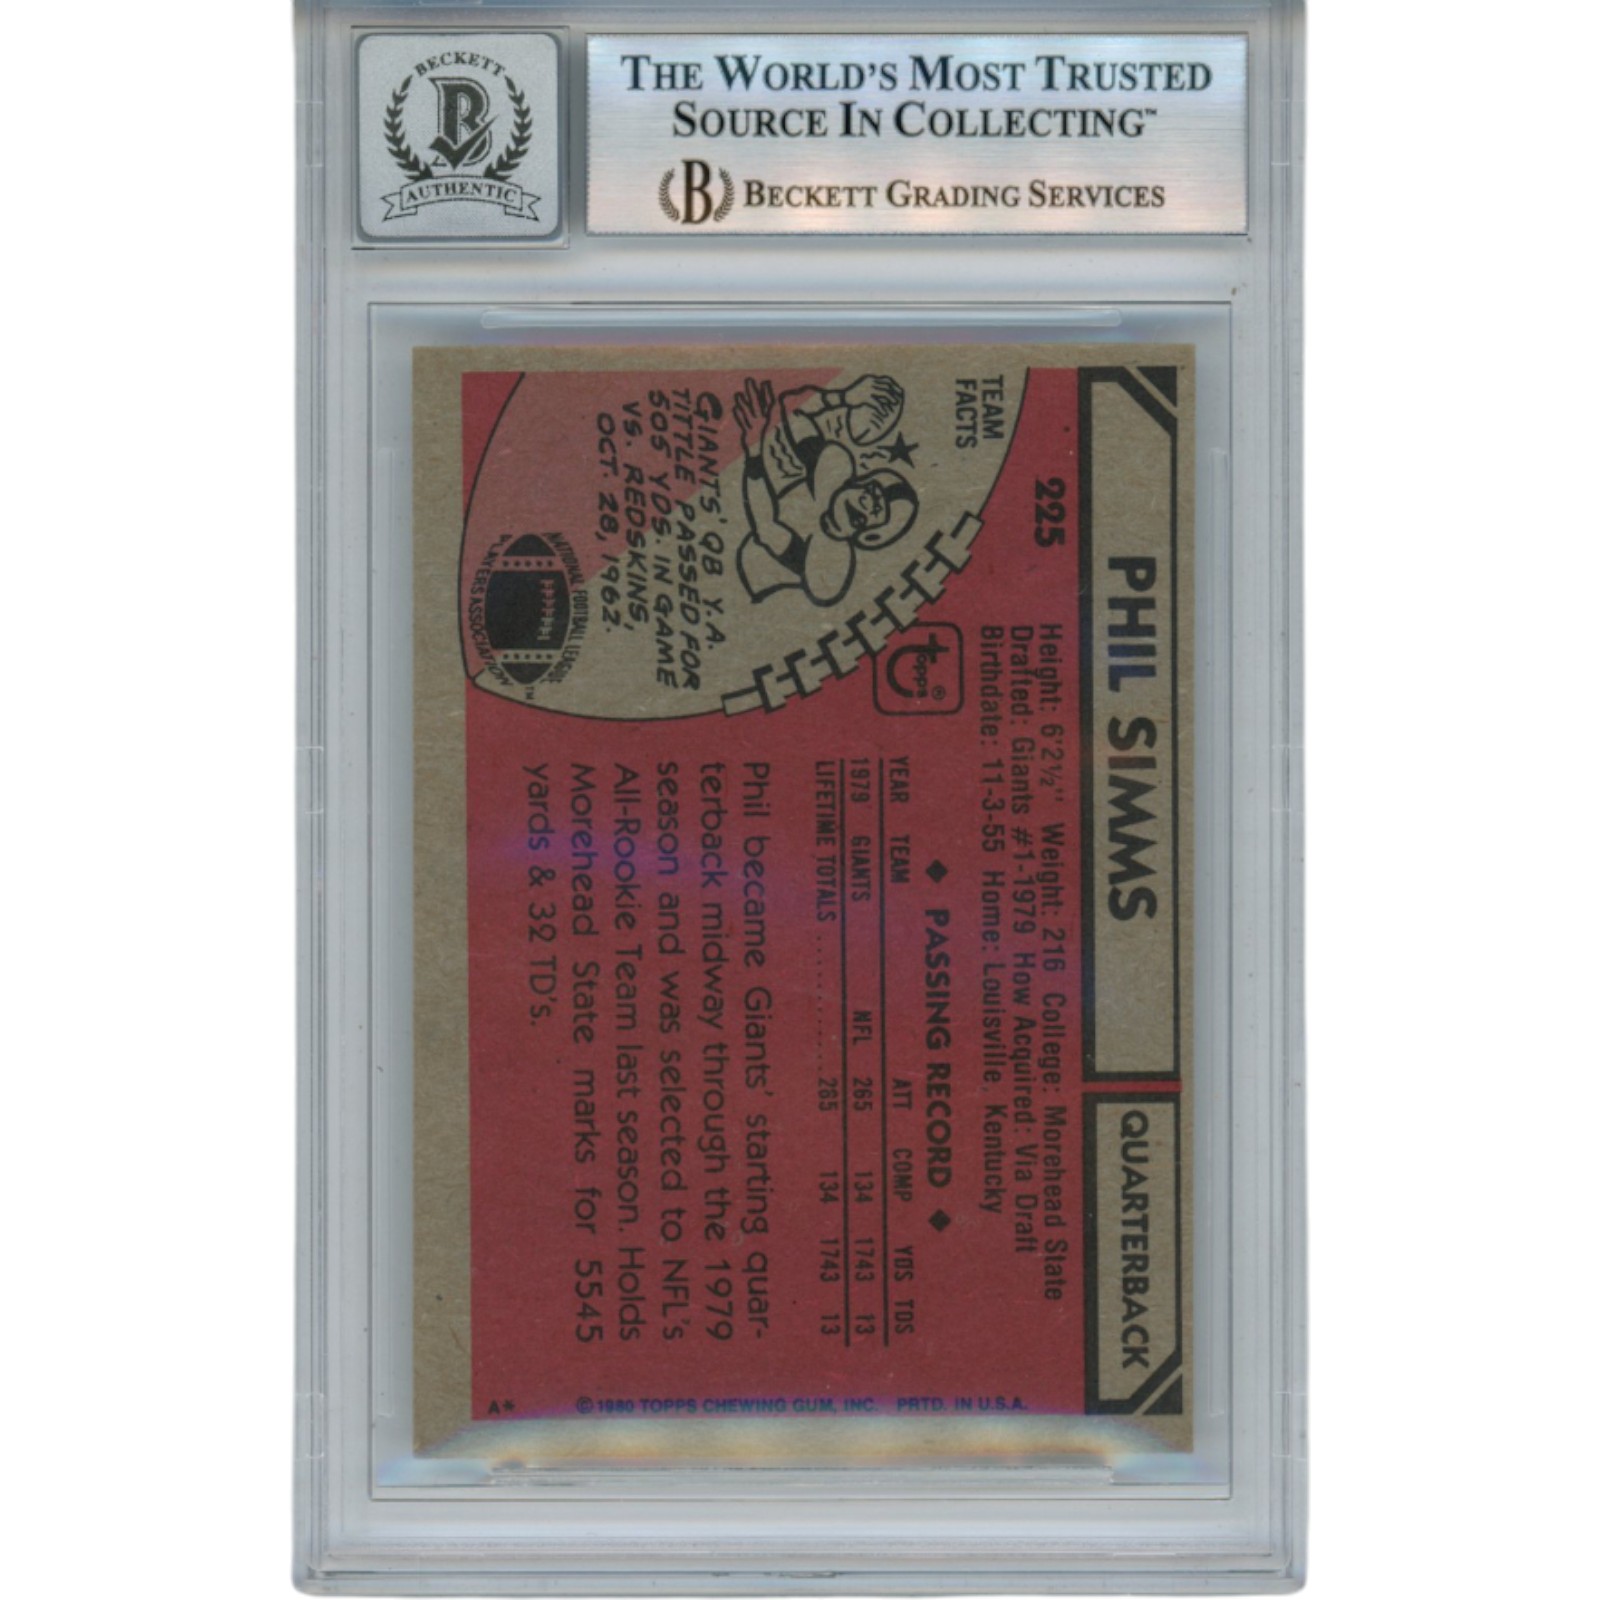 BECKETT
B
AUTHENTIC
THE WORLD'S MOST TRUSTED
SOURCE IN COLLECTING™
B BECKETT GRADING SERVICES
PHIL SIMMS
QUARTERBACK
225
Height: 6'2½" Weight: 216 College: Morehead State
Drafted: Giants #1-1979 How Acquired: Via Draft
Birthdate: 11-3-55 Home: Louisville, Kentucky
TEAM
FACTS
topps®
◆ PASSING RECORD ◆
YEAR TEAM ATT COMP YDS TDS
1979 GIANTS NFL 265 134 1743 13
LIFETIME TOTALS .......... 265 134 1743 13
GIANTS' QB Y.A.
TITTLE PASSED FOR
505 YDS. IN GAME
VS. REDSKINS,
OCT. 28, 1962.
NATIONAL FOOTBALL LEAGUE
PLAYERS ASSOCIATION
™
Phil became Giants' starting quar-
terback midway through the 1979
season and was selected to NFL's
All-Rookie Team last season. Holds
Morehead State marks for 5545
yards & 32 TD's.
A* © 1980 TOPPS CHEWING GUM, INC. PRTD. IN U.S.A.